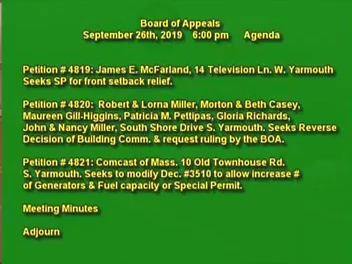 Board of Appeals
September 26th, 2019 6:00 pm Agenda
Petition # 4819: James E. McFarland, 14 Television Ln. W. Yarmouth
Seeks SP for front setback relief.
Petition # 4820: Robert & Lorna Miller, Morton & Beth Casey,
Maureen Gill-Higgins, Patricia M. Pettipas, Gloria Richards,
John & Nancy Miller, South Shore Drive S. Yarmouth. Seeks Reverse
Decision of Building Comm. & request ruling by the BOA.
Petition # 4821: Comcast of Mass. 10 Old Townhouse Rd.
S. Yarmouth. Seeks to modify Dec. #3510 to allow increase #
of Generators & Fuel capacity or Special Permit.
Meeting Minutes
Adjourn